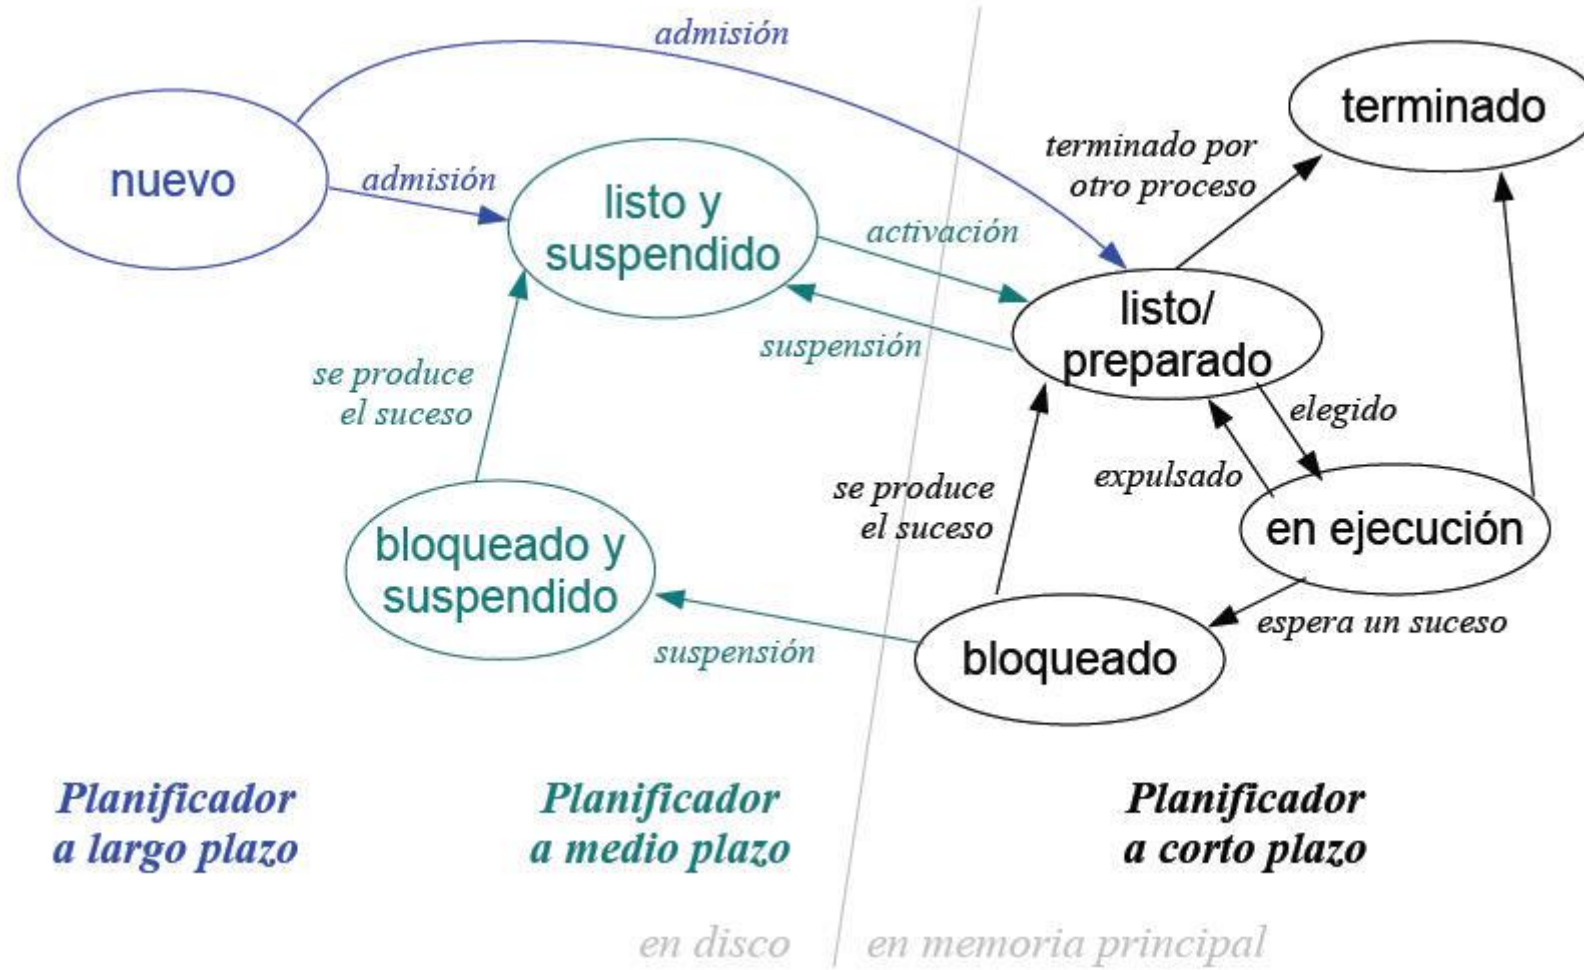 admisión
terminado
nuevo
admisión
listo y
suspendido
terminado por
otro proceso
activación
listo/
preparado
suspensión
se produce
el suceso
elegido
expulsado
se produce
el suceso
en ejecución
bloqueado y
suspendido
espera un suceso
suspensión
bloqueado
Planificador
a largo plazo
Planificador
a medio plazo
Planificador
a corto plazo
en disco
en memoria principal